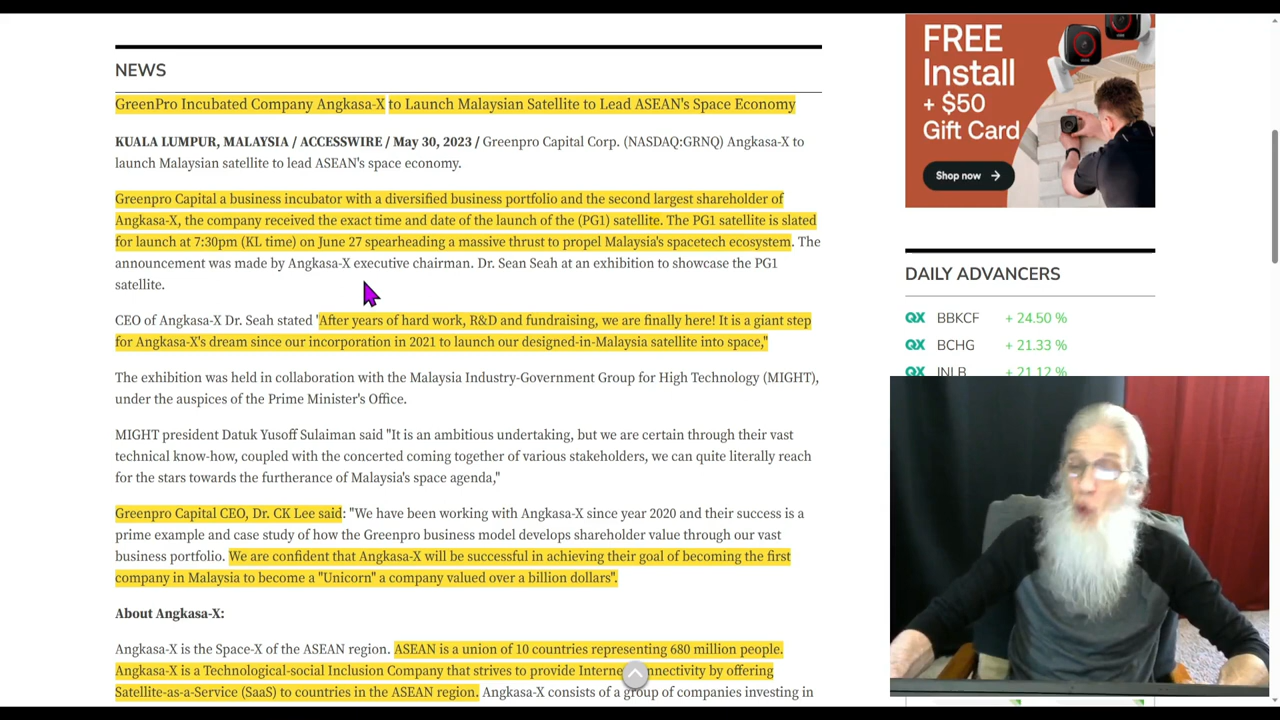 NEWS
GreenPro Incubated Company Angkasa-X to Launch Malaysian Satellite to Lead ASEAN's Space Economy
KUALA LUMPUR, MALAYSIA / ACCESSWIRE / May 30, 2023 / Greenpro Capital Corp. (NASDAQ:GRNQ) Angkasa-X to
launch Malaysian satellite to lead ASEAN's space economy.
Greenpro Capital a business incubator with a diversified business portfolio and the second largest shareholder of
Angkasa-X, the company received the exact time and date of the launch of the (PG1) satellite. The PG1 satellite is slated
for launch at 7:30pm (KL time) on June 27 spearheading a massive thrust to propel Malaysia's spacetech ecosystem. The
announcement was made by Angkasa-X executive chairman. Dr. Sean Seah at an exhibition to showcase the PG1
satellite.
CEO of Angkasa-X Dr. Seah stated 'After years of hard work, R&D and fundraising, we are finally here! It is a giant step
for Angkasa-X's dream since our incorporation in 2021 to launch our designed-in-Malaysia satellite into space,"
The exhibition was held in collaboration with the Malaysia Industry-Government Group for High Technology (MIGHT),
under the auspices of the Prime Minister's Office.
MIGHT president Datuk Yusoff Sulaiman said "It is an ambitious undertaking, but we are certain through their vast
technical know-how, coupled with the concerted coming together of various stakeholders, we can quite literally reach
for the stars towards the furtherance of Malaysia's space agenda,"
Greenpro Capital CEO, Dr. CK Lee said: "We have been working with Angkasa-X since year 2020 and their success is a
prime example and case study of how the Greenpro business model develops shareholder value through our vast
business portfolio. We are confident that Angkasa-X will be successful in achieving their goal of becoming the first
company in Malaysia to become a "Unicorn" a company valued over a billion dollars".
About Angkasa-X:
Angkasa-X is the Space-X of the ASEAN region. ASEAN is a union of 10 countries representing 680 million people.
Angkasa-X is a Technological-social Inclusion Company that strives to provide Interne nnectivity by offering
Satellite-as-a-Service (SaaS) to countries in the ASEAN region. Angkasa-X consists of a group of companies investing in
FREE
Install
+ $50
Gift Card
Shop now
DAILY ADVANCERS
QX BBKCF + 24.50 %
QX BCHG + 21.33 %
QX INLB + 21.12 %